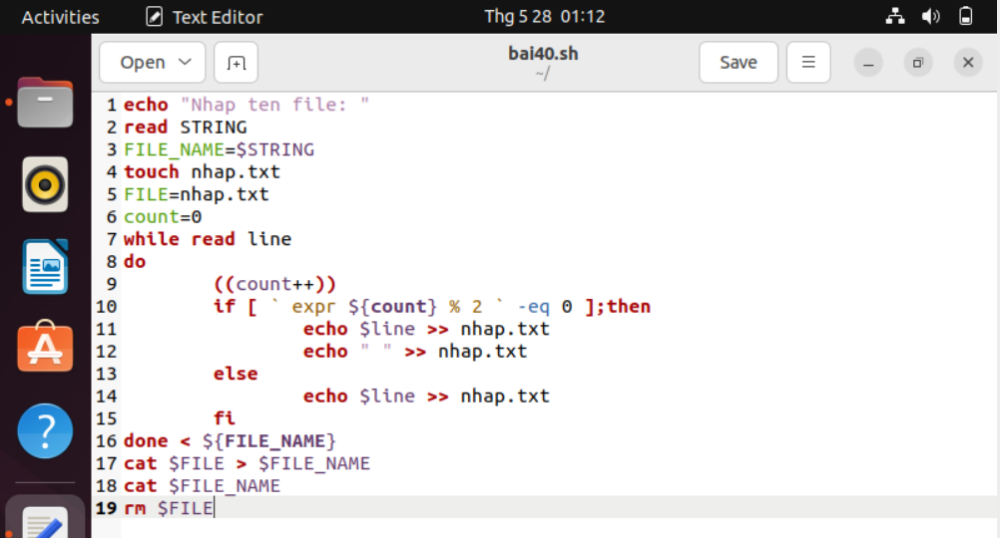 Activities Text Editor Thg 5 28 01:12
Open bai40.sh Save
~/
1 echo "Nhap ten file: "
2 read STRING
3 FILE_NAME=$STRING
4 touch nhap.txt
5 FILE=nhap.txt
6 count=0
7 while read line
8 do
9 ((count++))
10 if [ ` expr ${count} % 2 ` -eq 0 ];then
11 echo $line >> nhap.txt
12 echo " " >> nhap.txt
13 else
14 echo $line >> nhap.txt
15 fi
16 done < ${FILE_NAME}
17 cat $FILE > $FILE_NAME
18 cat $FILE_NAME
19 rm $FILE